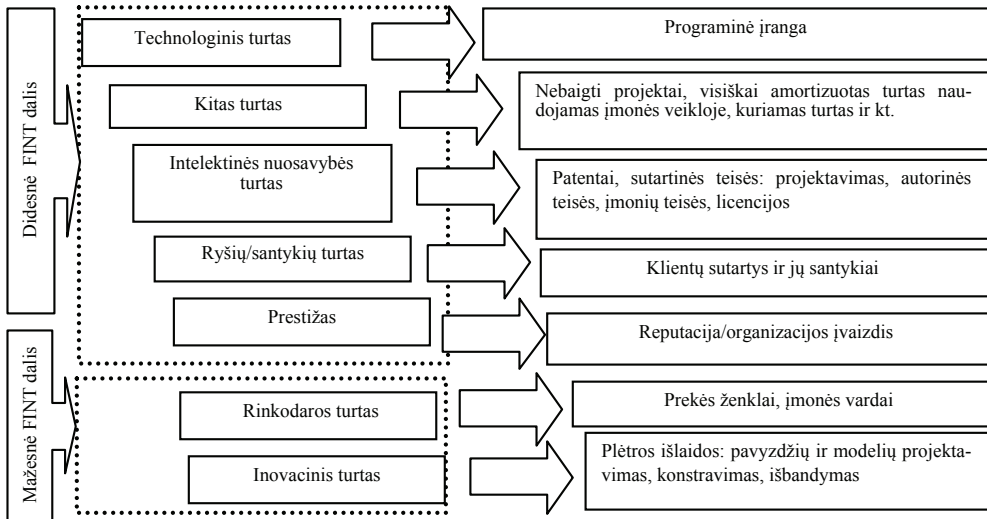 Didesnė FINT dalis
Technologinis turtas
Programinė įranga
Kitas turtas
Nebaigti projektai, visiškai amortizuotas turtas nau-
dojamas įmonės veikloje, kuriamas turtas ir kt.
Intelektinės nuosavybės
turtas
Patentai, sutartinės teisės: projektavimas, autorinės
teisės, įmonių teisės, licencijos
Ryšių/santykių turtas
Klientų sutartys ir jų santykiai
Prestižas
Reputacija/organizacijos įvaizdis
Mažesnė FINT dalis
Rinkodaros turtas
Prekės ženklai, įmonės vardai
Inovacinis turtas
Plėtros išlaidos: pavyzdžių ir modelių projekta-
vimas, konstravimas, išbandymas